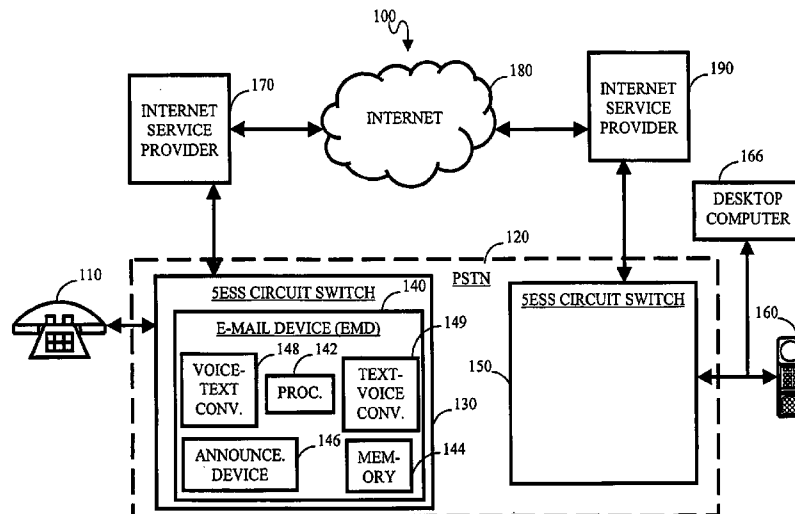 100
170
INTERNET
SERVICE
PROVIDER
180
INTERNET
190
INTERNET
SERVICE
PROVIDER
166
DESKTOP
COMPUTER
120
PSTN
110
5ESS CIRCUIT SWITCH
140
E-MAIL DEVICE (EMD)
149
148
142
VOICE-
TEXT
CONV.
PROC.
TEXT-
VOICE
CONV.
130
146
144
ANNOUNCE.
DEVICE
MEM-
ORY
5ESS CIRCUIT SWITCH
150
160